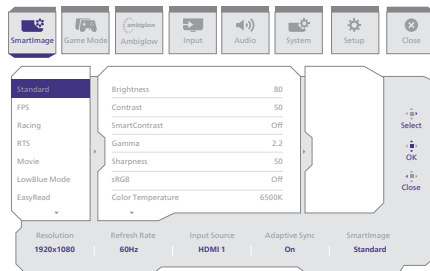 SmartImage
Game Mode
ambiglow
Ambiglow
Input
Audio
System
Setup
Close
Standard
FPS
Racing
RTS
Movie
LowBlue Mode
EasyRead
Brightness 80
Contrast 50
SmartContrast Off
Gamma 2.2
Sharpness 50
sRGB Off
Color Temperature 6500K
Select
OK
Close
Resolution Refresh Rate Input Source Adaptive Sync SmartImage
1920x1080 60Hz HDMI 1 On Standard